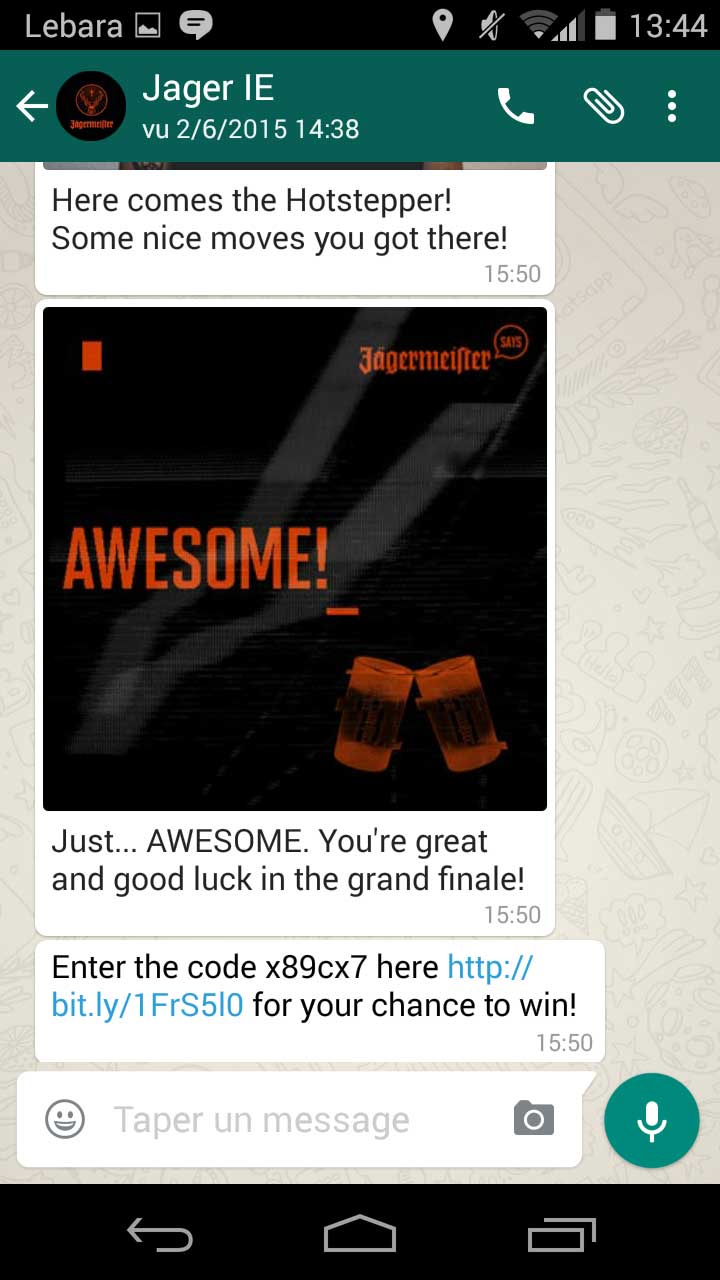 Lebara 13:44
Jager IE
vu 2/6/2015 14:38
Here comes the Hotstepper!
Some nice moves you got there!
15:50
Jägermeister SAYS
AWESOME!_
Just... AWESOME. You're great
and good luck in the grand finale!
15:50
Enter the code x89cx7 here http://
bit.ly/1FrS5l0 for your chance to win!
15:50
Taper un message